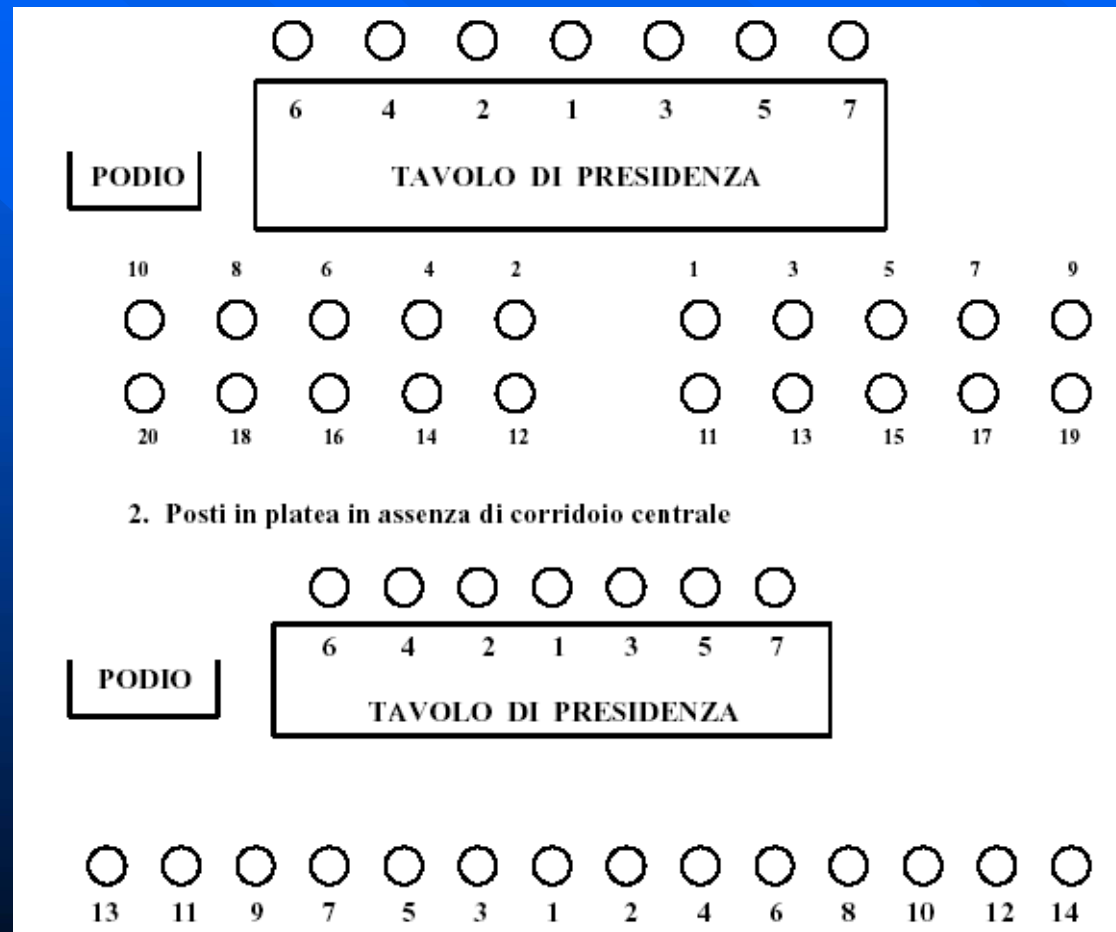 6 4 2 1 3 5 7
PODIO TAVOLO DI PRESIDENZA
10 8 6 4 2 1 3 5 7 9
20 18 16 14 12 11 13 15 17 19
2. Posti in platea in assenza di corridoio centrale
6 4 2 1 3 5 7
PODIO
TAVOLO DI PRESIDENZA
13 11 9 7 5 3 1 2 4 6 8 10 12 14